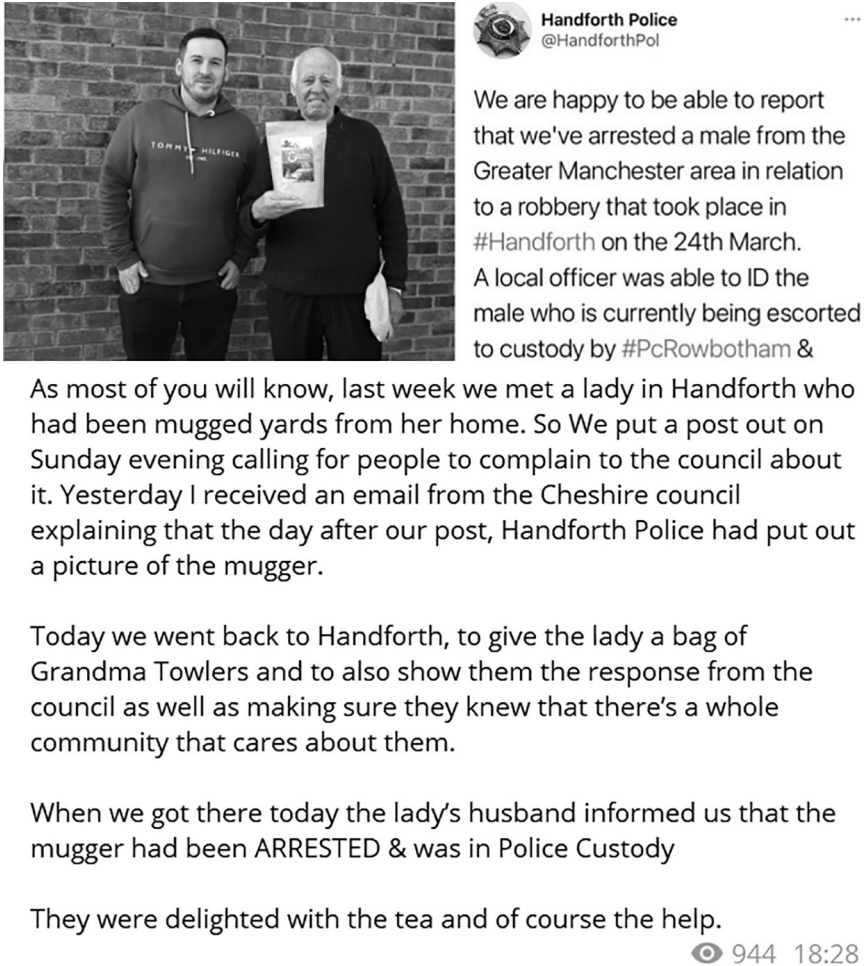 TOMMY HILFIGER
Handforth Police
@HandforthPol
We are happy to be able to report
that we've arrested a male from the
Greater Manchester area in relation
to a robbery that took place in
#Handforth on the 24th March.
A local officer was able to ID the
male who is currently being escorted
to custody by #PcRowbotham &
As most of you will know, last week we met a lady in Handforth who
had been mugged yards from her home. So We put a post out on
Sunday evening calling for people to complain to the council about
it. Yesterday I received an email from the Cheshire council
explaining that the day after our post, Handforth Police had put out
a picture of the mugger.
Today we went back to Handforth, to give the lady a bag of
Grandma Towlers and to also show them the response from the
council as well as making sure they knew that there's a whole
community that cares about them.
When we got there today the lady's husband informed us that the
mugger had been ARRESTED & was in Police Custody
They were delighted with the tea and of course the help.
944 18:28